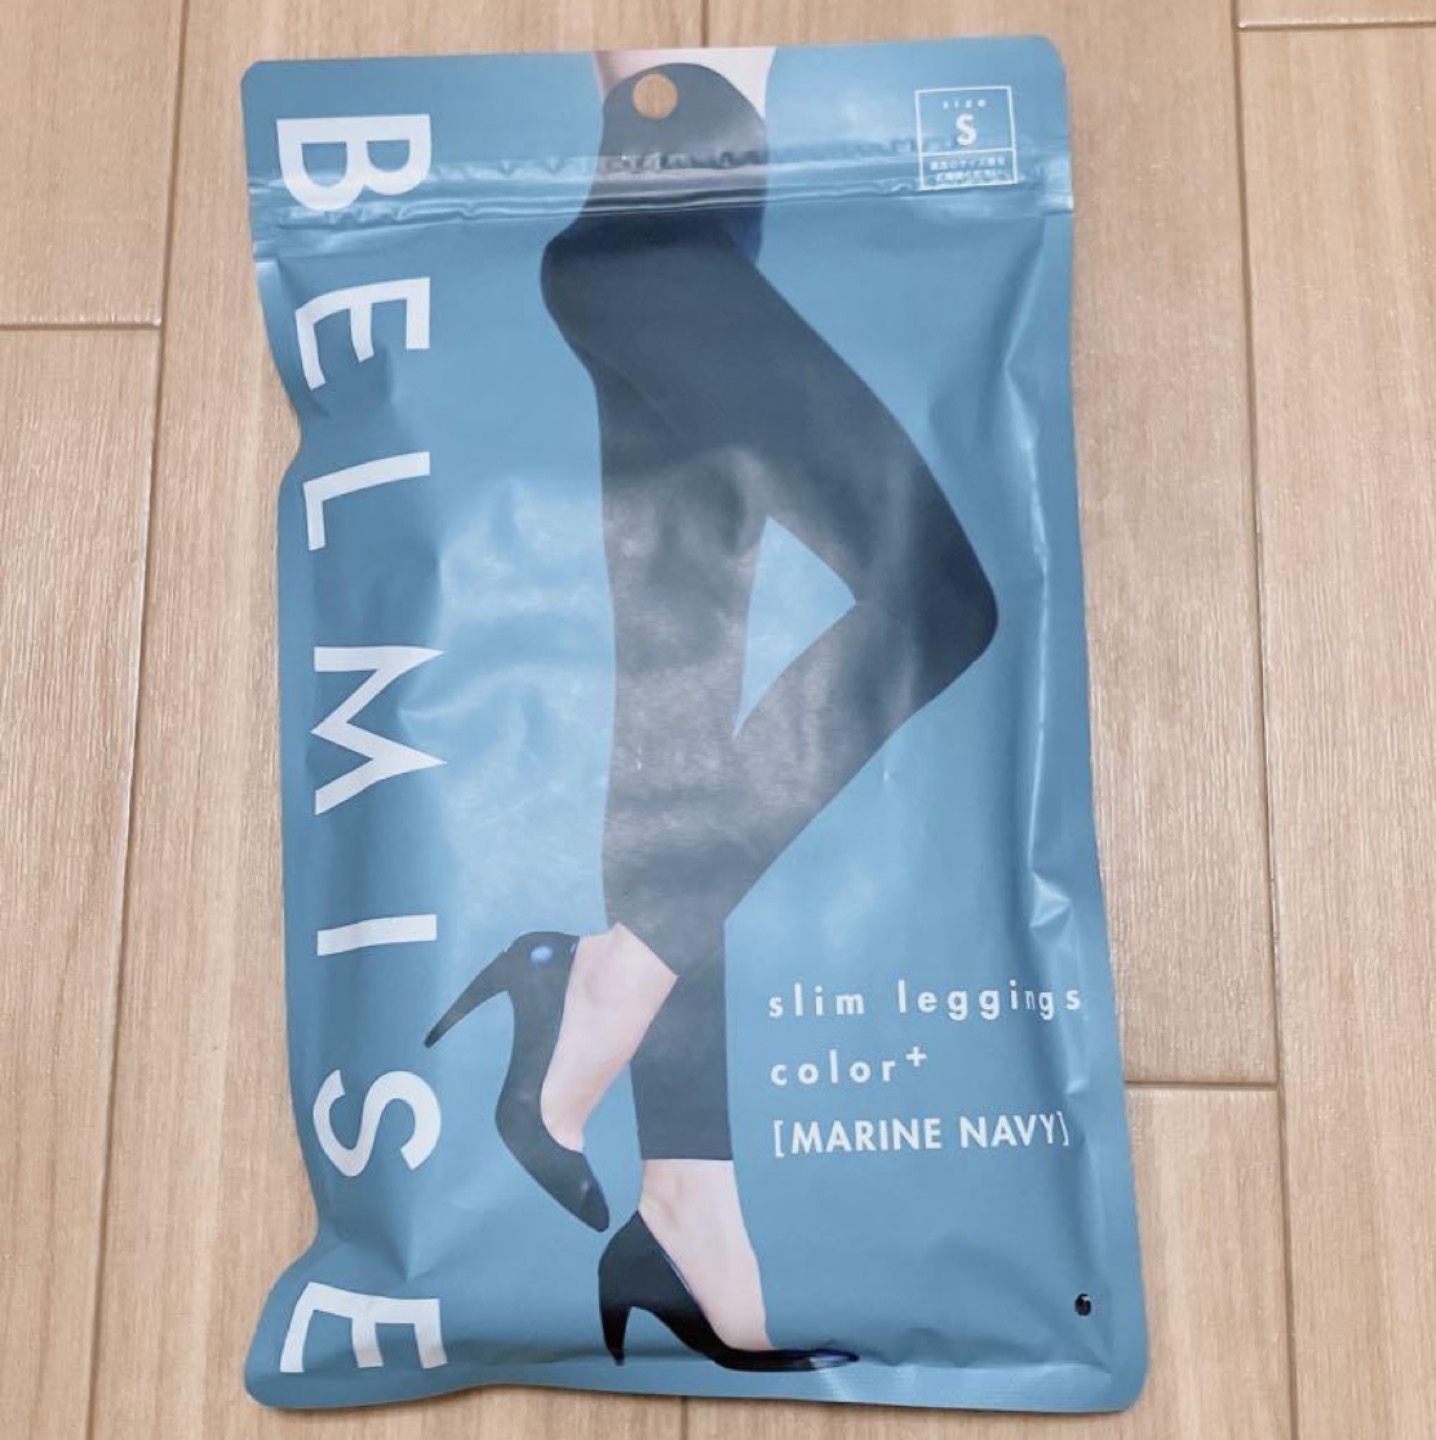 BELMISE
size
S
slim leggings
color+
[MARINE NAVY]